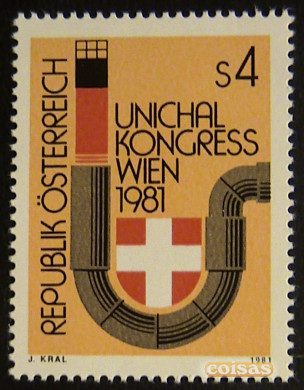 REPUBLIK ÖSTERREICH
S4
UNICHAL
KONGRESS
WIEN
1981
J. KRAL
1981
coisas